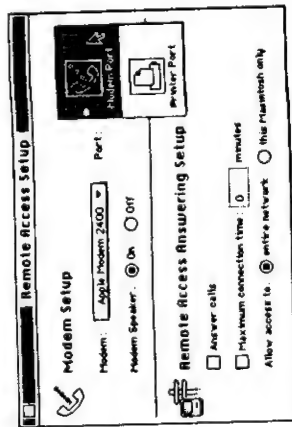 Remote Access Setup
Modem Setup
Modem: Apple Modem 2400 Port:
Modem Speaker: On Off
Modem Port
Printer Port
Remote Access Answering Setup
Answer calls
Maximum connection time: 0 minutes
Allow access to: entire network this Macintosh only